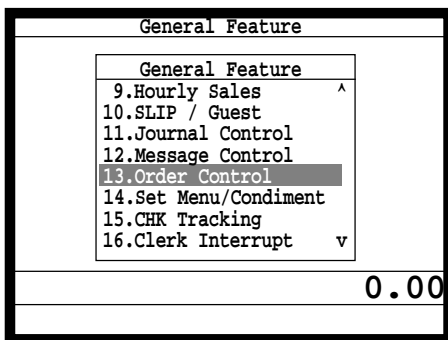 General Feature
General Feature
9.Hourly Sales ^
10.SLIP / Guest
11.Journal Control
12.Message Control
13.Order Control
14.Set Menu/Condiment
15.CHK Tracking
16.Clerk Interrupt v
0.00